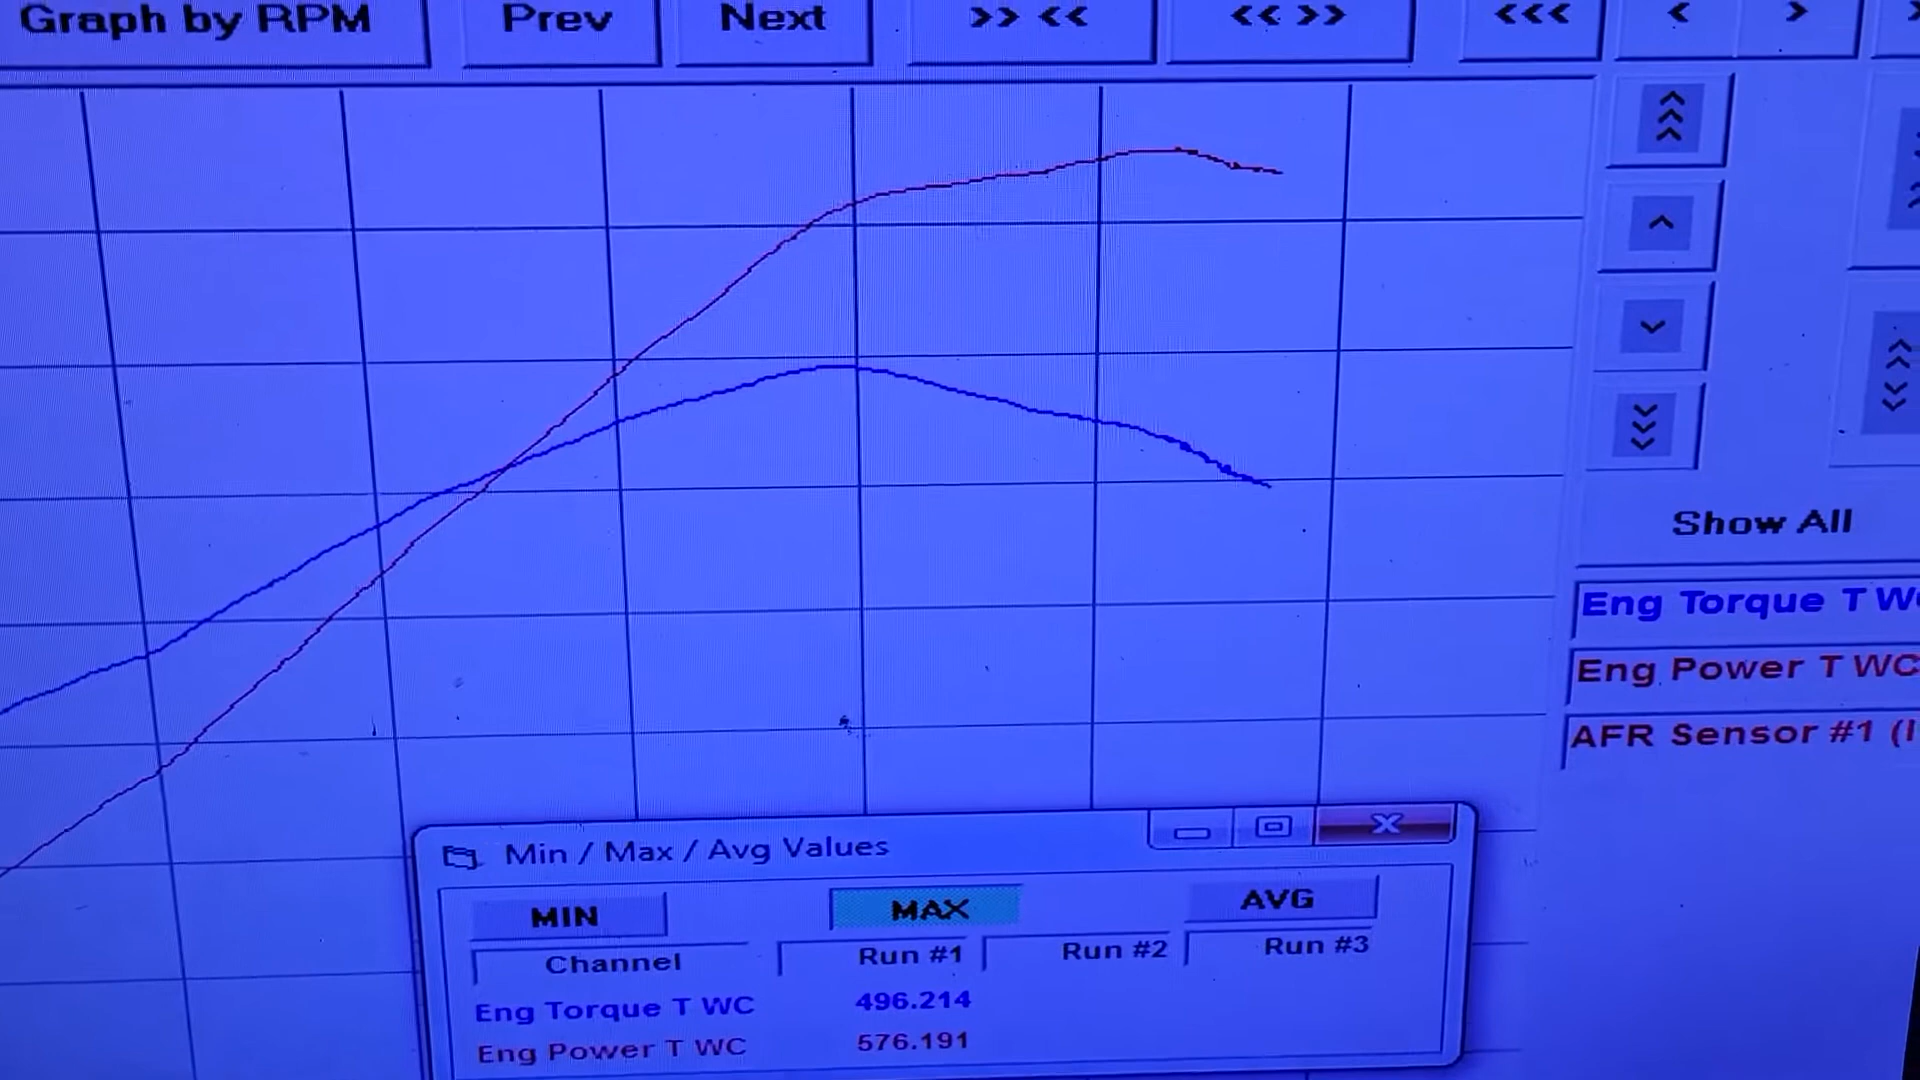 Graph by RPM Prev Next >> << << >> <<< < >
Show All
Eng Torque T W
Eng Power T WC
AFR Sensor #1 (I
Min / Max / Avg Values
MIN MAX AVG
Channel Run #1 Run #2 Run #3
Eng Torque T WC 496.214
Eng Power T WC 576.191